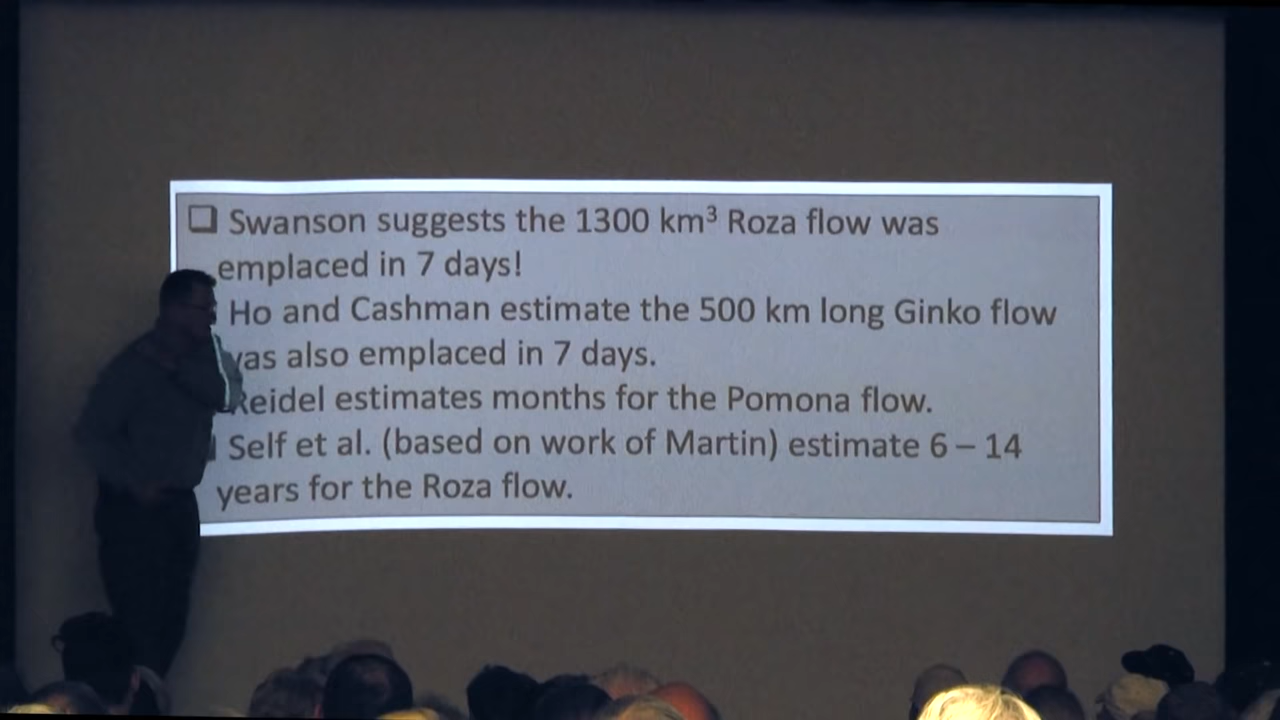 Swanson suggests the 1300 km³ Roza flow was
emplaced in 7 days!
Ho and Cashman estimate the 500 km long Ginko flow
was also emplaced in 7 days.
Reidel estimates months for the Pomona flow.
Self et al. (based on work of Martin) estimate 6 – 14
years for the Roza flow.